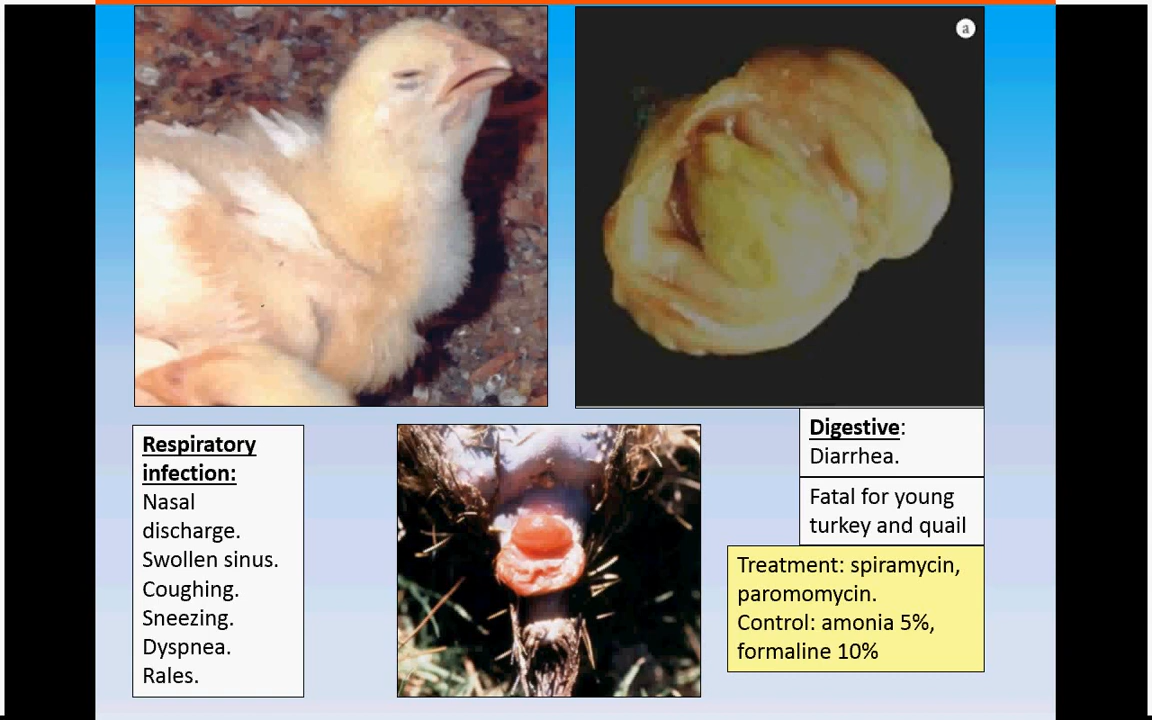 a
Respiratory
infection:
Nasal
discharge.
Swollen sinus.
Coughing.
Sneezing.
Dyspnea.
Rales.
Digestive:
Diarrhea.
Fatal for young
turkey and quail
Treatment: spiramycin,
paromomycin.
Control: amonia 5%,
formaline 10%